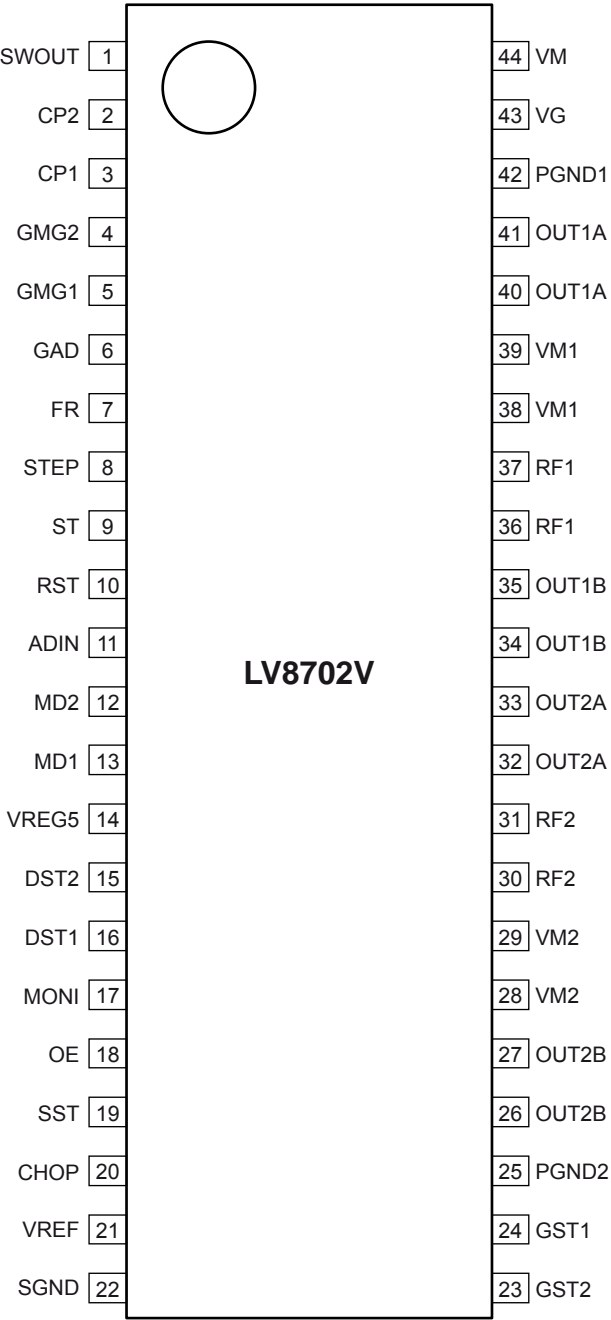 SWOUT 1 44 VM
CP2 2 43 VG
CP1 3 42 PGND1
GMG2 4 41 OUT1A
GMG1 5 40 OUT1A
GAD 6 39 VM1
FR 7 38 VM1
STEP 8 37 RF1
ST 9 36 RF1
RST 10 35 OUT1B
ADIN 11 34 OUT1B
LV8702V
MD2 12 33 OUT2A
MD1 13 32 OUT2A
VREG5 14 31 RF2
DST2 15 30 RF2
DST1 16 29 VM2
MONI 17 28 VM2
OE 18 27 OUT2B
SST 19 26 OUT2B
CHOP 20 25 PGND2
VREF 21 24 GST1
SGND 22 23 GST2